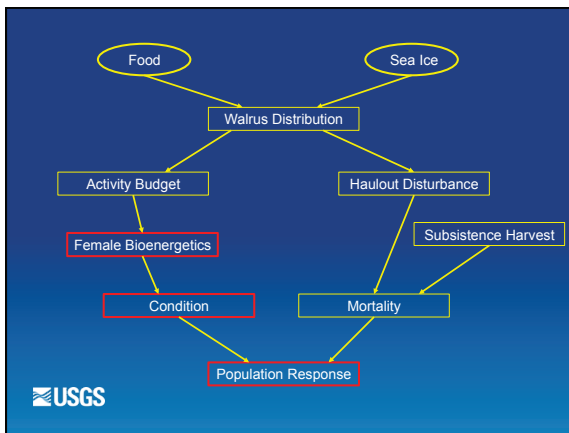 Food
Sea Ice
Walrus Distribution
Activity Budget
Haulout Disturbance
Female Bioenergetics
Subsistence Harvest
Condition
Mortality
Population Response
USGS